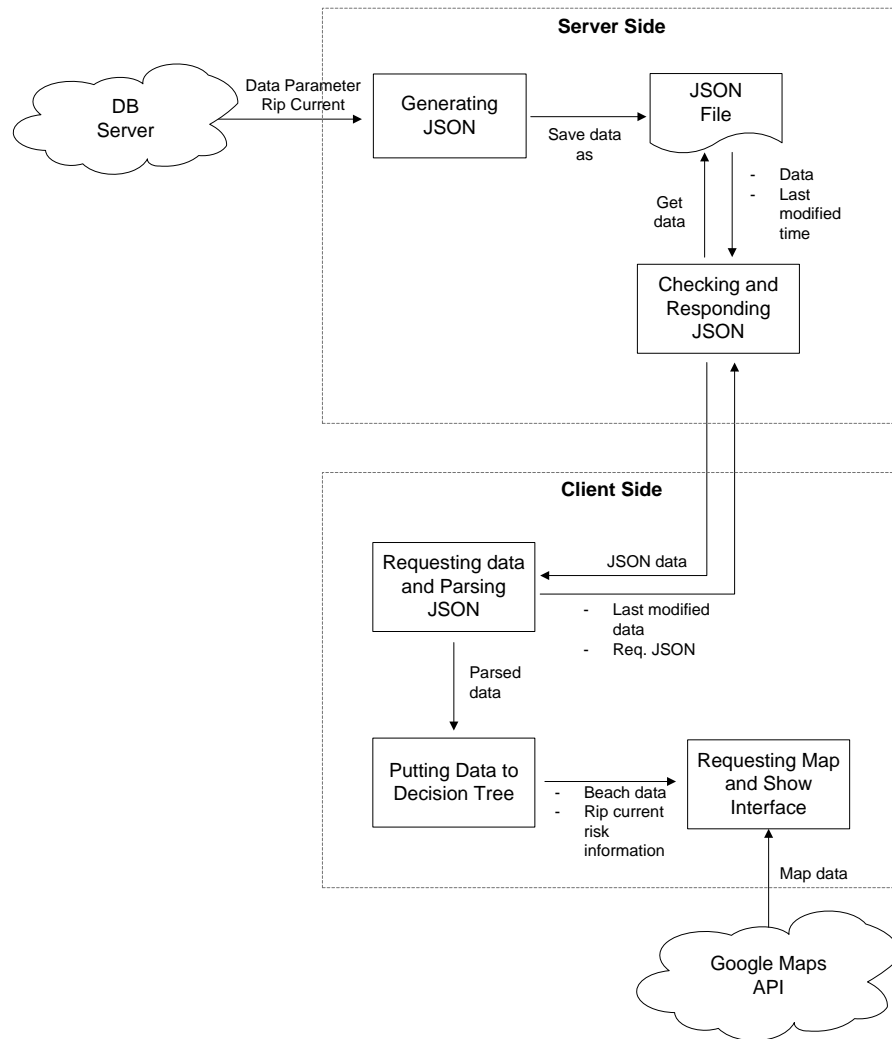 Server Side
DB
Server
Data Parameter
Rip Current
Generating
JSON
Save data
as
JSON
File
Get
data
- Data
- Last
modified
time
Checking and
Responding
JSON
Client Side
Requesting data
and Parsing
JSON
JSON data
- Last modified
data
- Req. JSON
Parsed
data
Putting Data to
Decision Tree
- Beach data
- Rip current
risk
information
Requesting Map
and Show
Interface
Map data
Google Maps
API